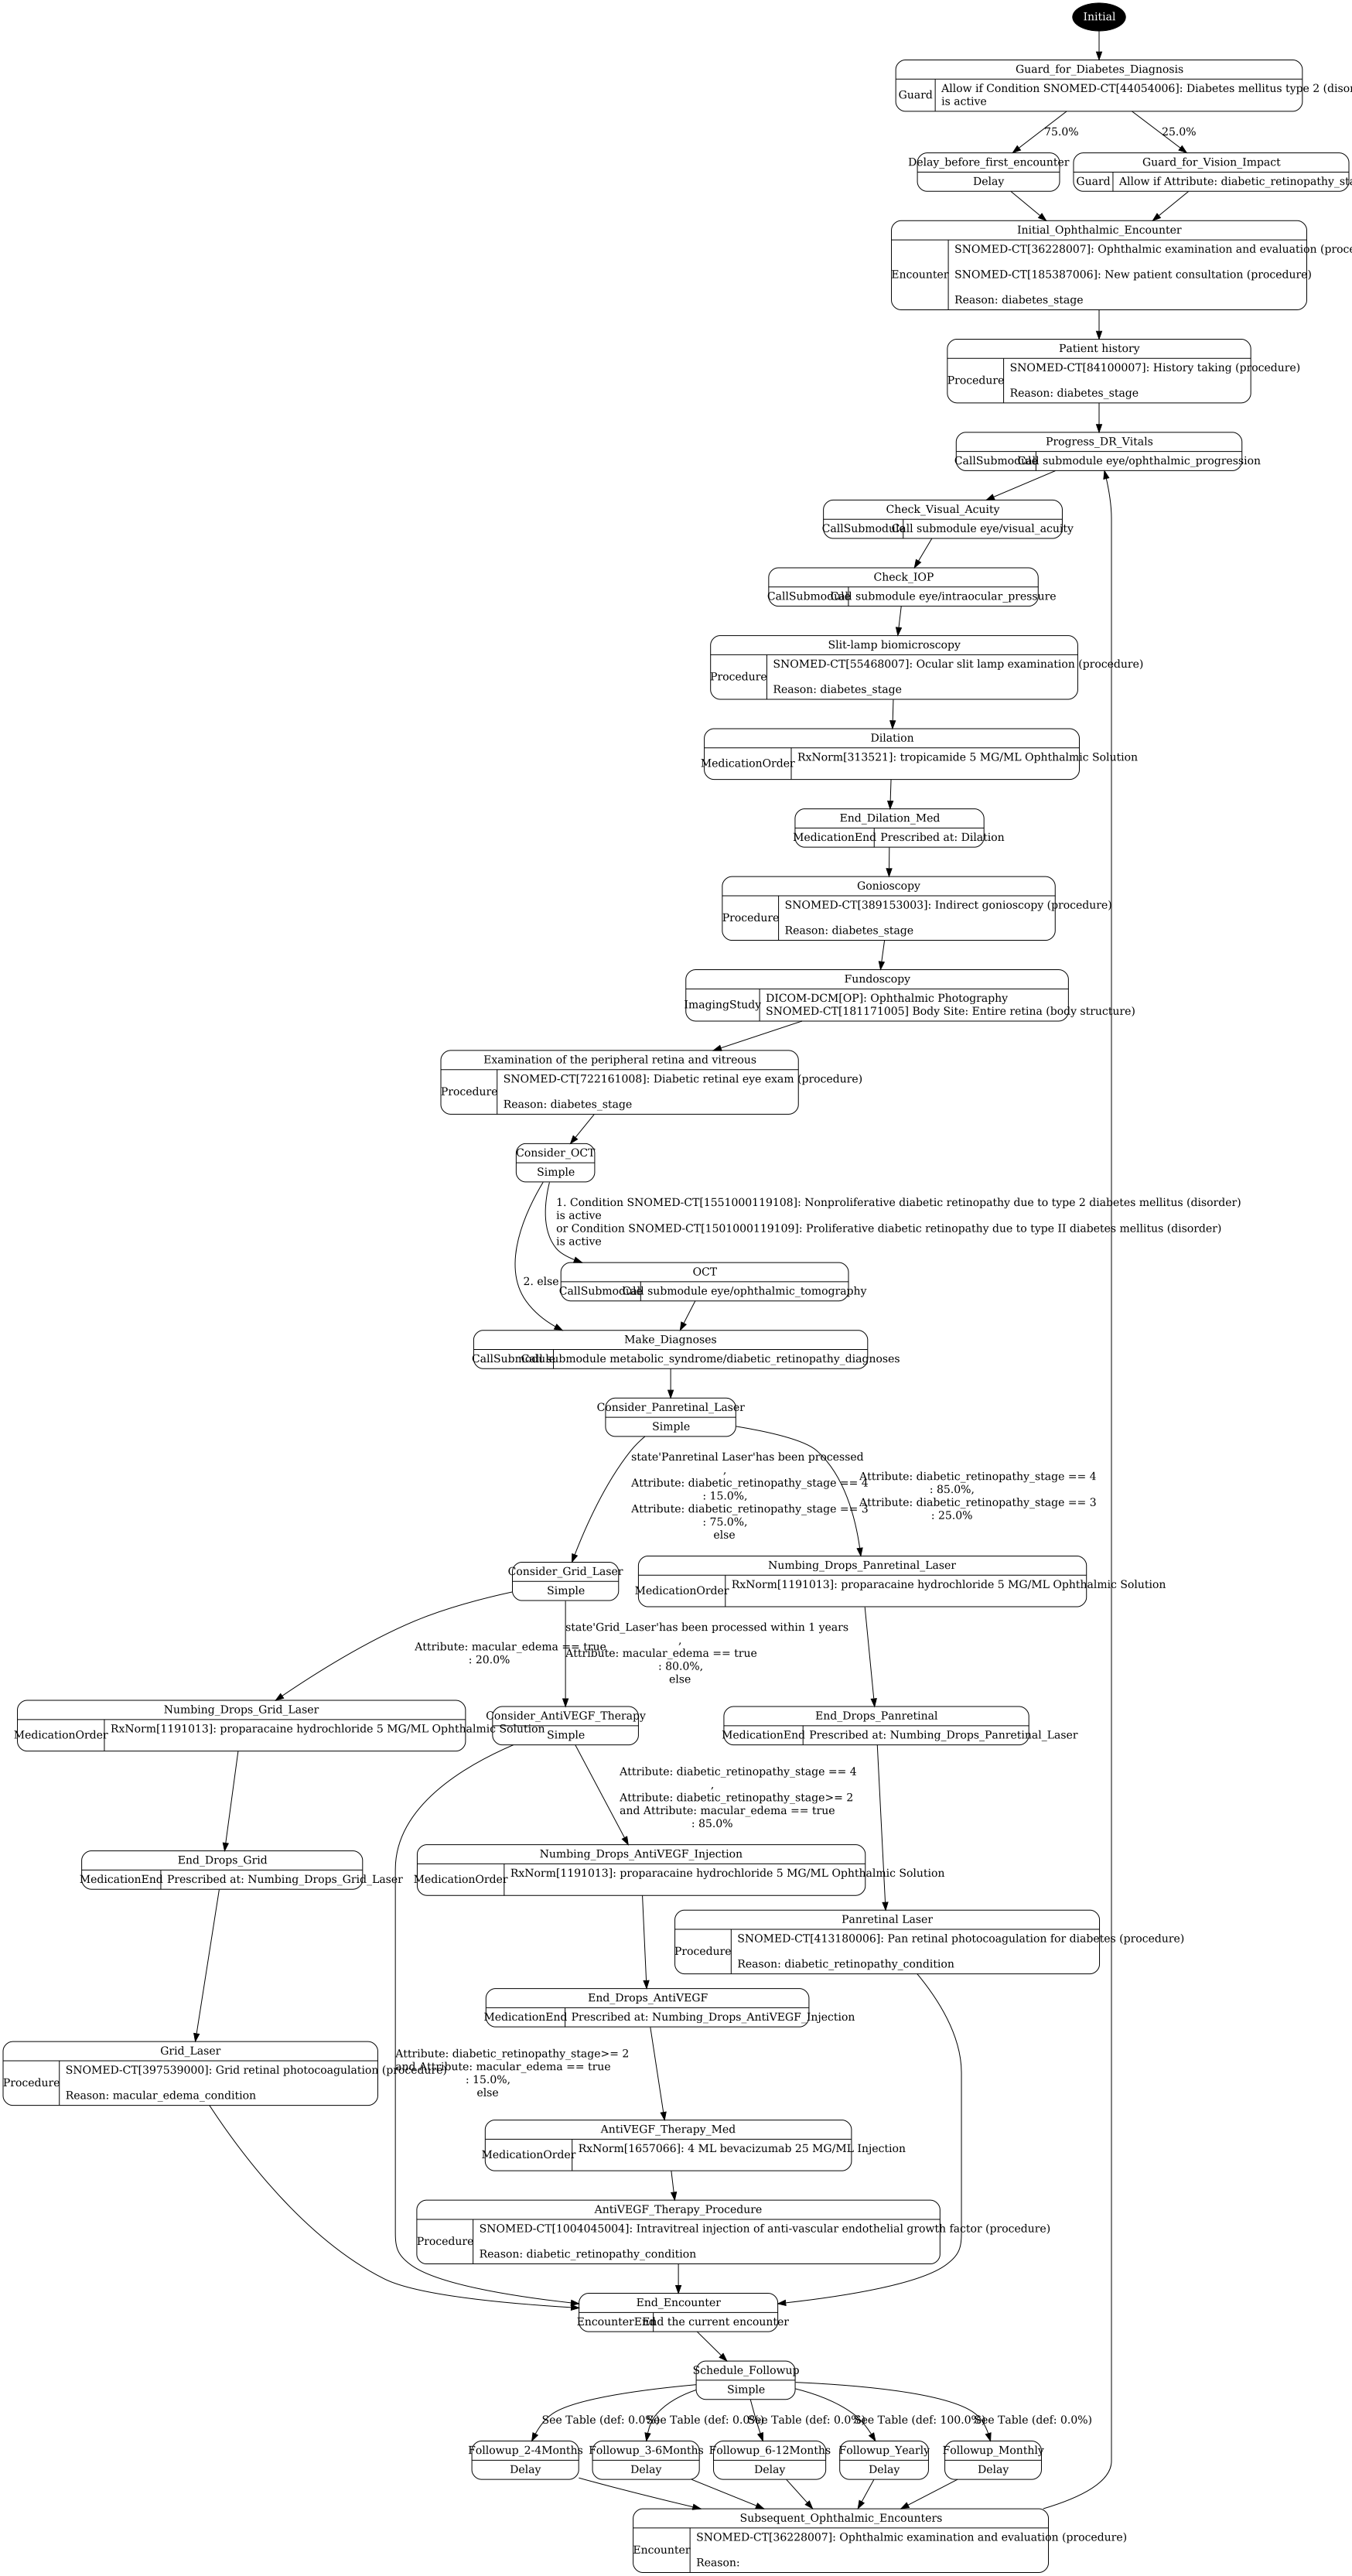 Initial
Guard_for_Diabetes_Diagnosis
Guard
Allow if Condition SNOMED-CT[44054006]: Diabetes mellitus type 2
is active
75.0%
25.0%
Delay_before_first_encounter
Delay
Guard_for_Vision_Impact
Guard
Allow if Attribute:
Initial_Ophthalmic_Encounter
Encounter
SNOMED-CT[36228007]: Ophthalmic examination and evaluation
SNOMED-CT[185387006]: New patient consultation (procedure)
Reason: diabetes_stage
Patient history
Procedure
SNOMED-CT[84100007]: History taking (procedure)
Reason: diabetes_stage
Progress_DR_Vitals
CallSubmodule
Call submodule eye/ophthalmic_progression
Check_Visual_Acuity
CallSubmodule
Call submodule eye/visual_acuity
Check_IOP
CallSubmodule
Call submodule eye/intraocular_pressure
Slit-lamp biomicroscopy
Procedure
SNOMED-CT[55468007]: Ocular slit lamp examination (procedure)
Reason: diabetes_stage
Dilation
MedicationOrder
RxNorm[313521]: tropicamide 5 MG/ML Ophthalmic Solution
End_Dilation_Med
MedicationEnd
Prescribed at: Dilation
Gonioscopy
Procedure
SNOMED-CT[389153003]: Indirect gonioscopy (procedure)
Reason: diabetes_stage
Fundoscopy
ImagingStudy
DICOM-DCM[OP]: Ophthalmic Photography
SNOMED-CT[181171005] Body Site: Entire retina (body structure)
Examination of the peripheral retina and vitreous
Procedure
SNOMED-CT[722161008]: Diabetic retinal eye exam (procedure)
Reason: diabetes_stage
Consider_OCT
Simple
1. Condition SNOMED-CT[1551000119108]: Nonproliferative diabetic retinopathy due to type 2 diabetes mellitus (disorder)
is active
or Condition SNOMED-CT[1501000119109]: Proliferative diabetic retinopathy due to type II diabetes mellitus (disorder)
is active
2. else
OCT
CallSubmodule
Call submodule eye/ophthalmic_tomography
Make_Diagnoses
CallSubmodule
Call submodule metabolic_syndrome/diabetic_retinopathy_diagnoses
Consider_Panretinal_Laser
Simple
state'Panretinal Laser'has been processed
,
Attribute: diabetic_retinopathy_stage == 4
: 15.0%,
Attribute: diabetic_retinopathy_stage == 3
: 75.0%,
else
Attribute: diabetic_retinopathy_stage == 4
: 85.0%,
Attribute: diabetic_retinopathy_stage == 3
: 25.0%
Consider_Grid_Laser
Simple
Numbing_Drops_Panretinal_Laser
MedicationOrder
RxNorm[1191013]: proparacaine hydrochloride 5 MG/ML Ophthalmic Solution
Attribute: macular_edema == true
: 20.0%
state'Grid_Laser'has been processed within 1 years
,
Attribute: macular_edema == true
: 80.0%,
else
Numbing_Drops_Grid_Laser
MedicationOrder
RxNorm[1191013]: proparacaine hydrochloride 5 MG/ML Ophthalmic Solution
Consider_AntiVEGF_Therapy
Simple
End_Drops_Panretinal
MedicationEnd
Prescribed at: Numbing_Drops_Panretinal_Laser
Attribute: diabetic_retinopathy_stage == 4
,
Attribute: diabetic_retinopathy_stage>= 2
and Attribute: macular_edema == true
: 85.0%
End_Drops_Grid
MedicationEnd
Prescribed at: Numbing_Drops_Grid_Laser
Numbing_Drops_AntiVEGF_Injection
MedicationOrder
RxNorm[1191013]: proparacaine hydrochloride 5 MG/ML Ophthalmic Solution
Panretinal Laser
Procedure
SNOMED-CT[413180006]: Pan retinal photocoagulation for diabetes (procedure)
Reason: diabetic_retinopathy_condition
End_Drops_AntiVEGF
MedicationEnd
Prescribed at: Numbing_Drops_AntiVEGF_Injection
Grid_Laser
Procedure
SNOMED-CT[397539000]: Grid retinal photocoagulation (procedure)
Reason: macular_edema_condition
Attribute: diabetic_retinopathy_stage>= 2
and Attribute: macular_edema == true
: 15.0%,
else
AntiVEGF_Therapy_Med
MedicationOrder
RxNorm[1657066]: 4 ML bevacizumab 25 MG/ML Injection
AntiVEGF_Therapy_Procedure
Procedure
SNOMED-CT[1004045004]: Intravitreal injection of anti-vascular endothelial growth factor (procedure)
Reason: diabetic_retinopathy_condition
End_Encounter
EncounterEnd
End the current encounter
Schedule_Followup
Simple
See Table (def: 0.0%)
See Table (def: 0.0%)
See Table (def: 0.0%)
See Table (def: 100.0%)
See Table (def: 0.0%)
Followup_2-4Months
Delay
Followup_3-6Months
Delay
Followup_6-12Months
Delay
Followup_Yearly
Delay
Followup_Monthly
Delay
Subsequent_Ophthalmic_Encounters
Encounter
SNOMED-CT[36228007]: Ophthalmic examination and evaluation (procedure)
Reason: